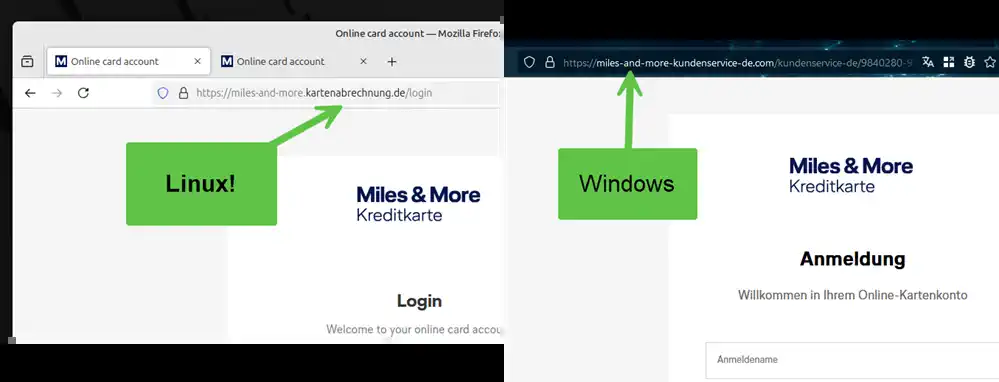 Online card account — Mozilla Firefox
Online card account
Online card account
https://miles-and-more.kartenabrechnung.de/login
Linux!
Miles & More
Kreditkarte
Login
Welcome to your online card accou
https://miles-and-more-kundenservice-de.com/kundenservice-de/9840280-9
Windows
Miles & More
Kreditkarte
Anmeldung
Willkommen in Ihrem Online-Kartenkonto
Anmeldename